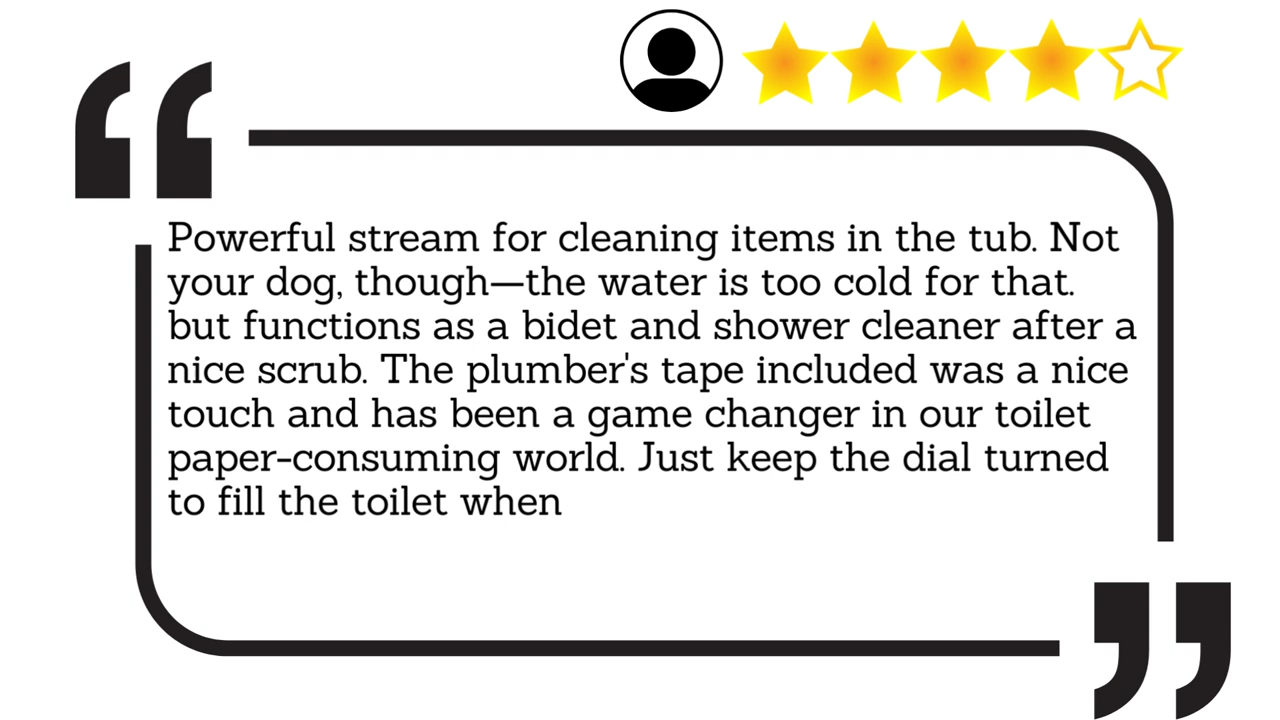 Powerful stream for cleaning items in the tub. Not
your dog, though—the water is too cold for that.
but functions as a bidet and shower cleaner after a
nice scrub. The plumber's tape included was a nice
touch and has been a game changer in our toilet
paper-consuming world. Just keep the dial turned
to fill the toilet when